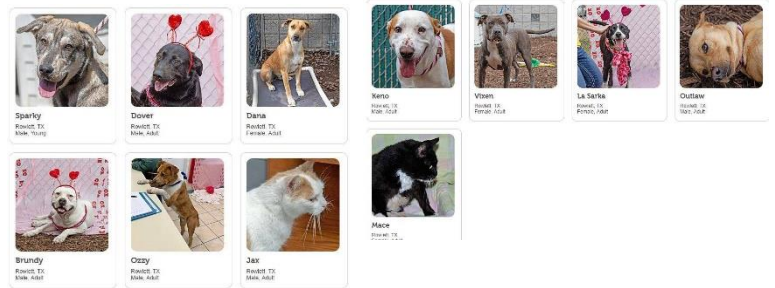 Sparky
Rowlett, TX
Male, Young
Dover
Rowlett, TX
Male, Adult
Dana
Rowlett, TX
Female, Adult
Keno
Rowlett, TX
Male, Adult
Vixen
Rowlett, TX
Female, Adult
La Sarka
Rowlett, TX
Female, Adult
Outlaw
Rowlett, TX
Male, Adult
Brundy
Rowlett, TX
Male, Adult
Ozzy
Rowlett, TX
Male, Adult
Jax
Rowlett, TX
Male, Adult
Mace
Rowlett, TX